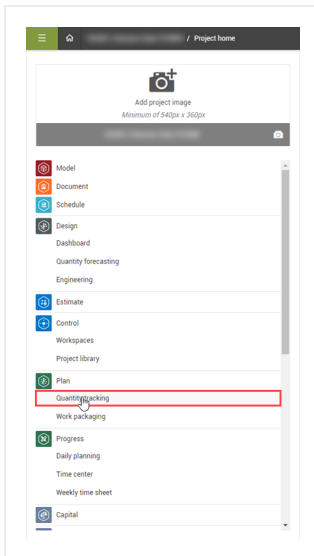 / Project home
Add project image
Minimum of 540px x 360px
Model
Document
Schedule
Design
Dashboard
Quantity forecasting
Engineering
Estimate
Control
Workspaces
Project library
Plan
Quantity tracking
Work packaging
Progress
Daily planning
Time center
Weekly time sheet
Capital